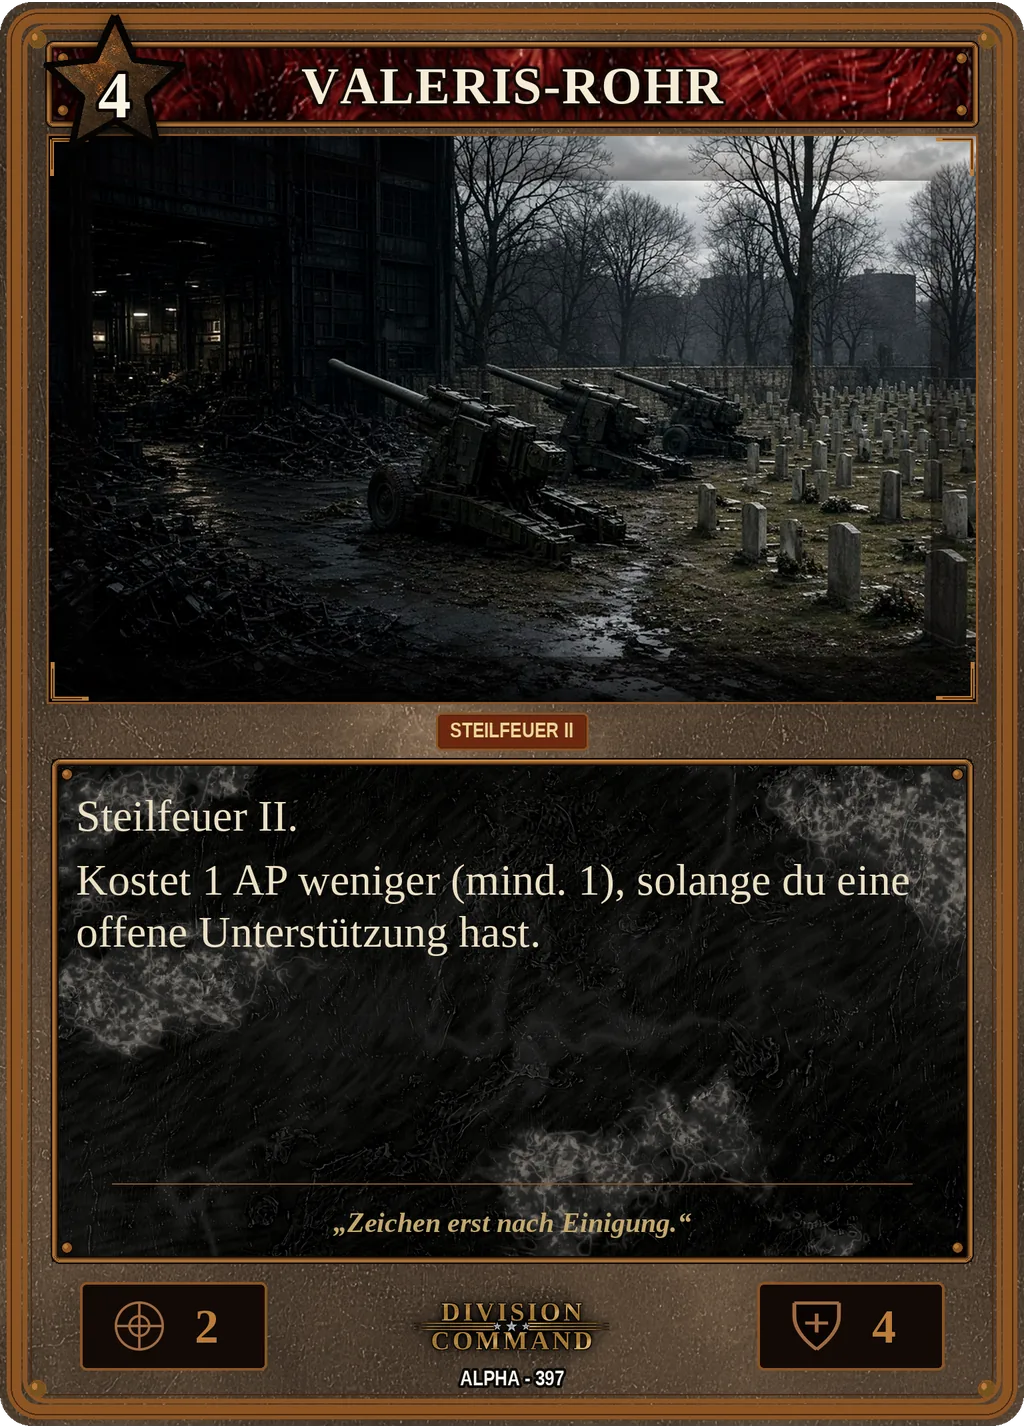 4
VALERIS-ROHR
STEILFEUER II
Steilfeuer II.
Kostet 1 AP weniger (mind. 1), solange du eine
offene Unterstützung hast.
„Zeichen erst nach Einigung.“
2
DIVISION
COMMAND
4
ALPHA - 397